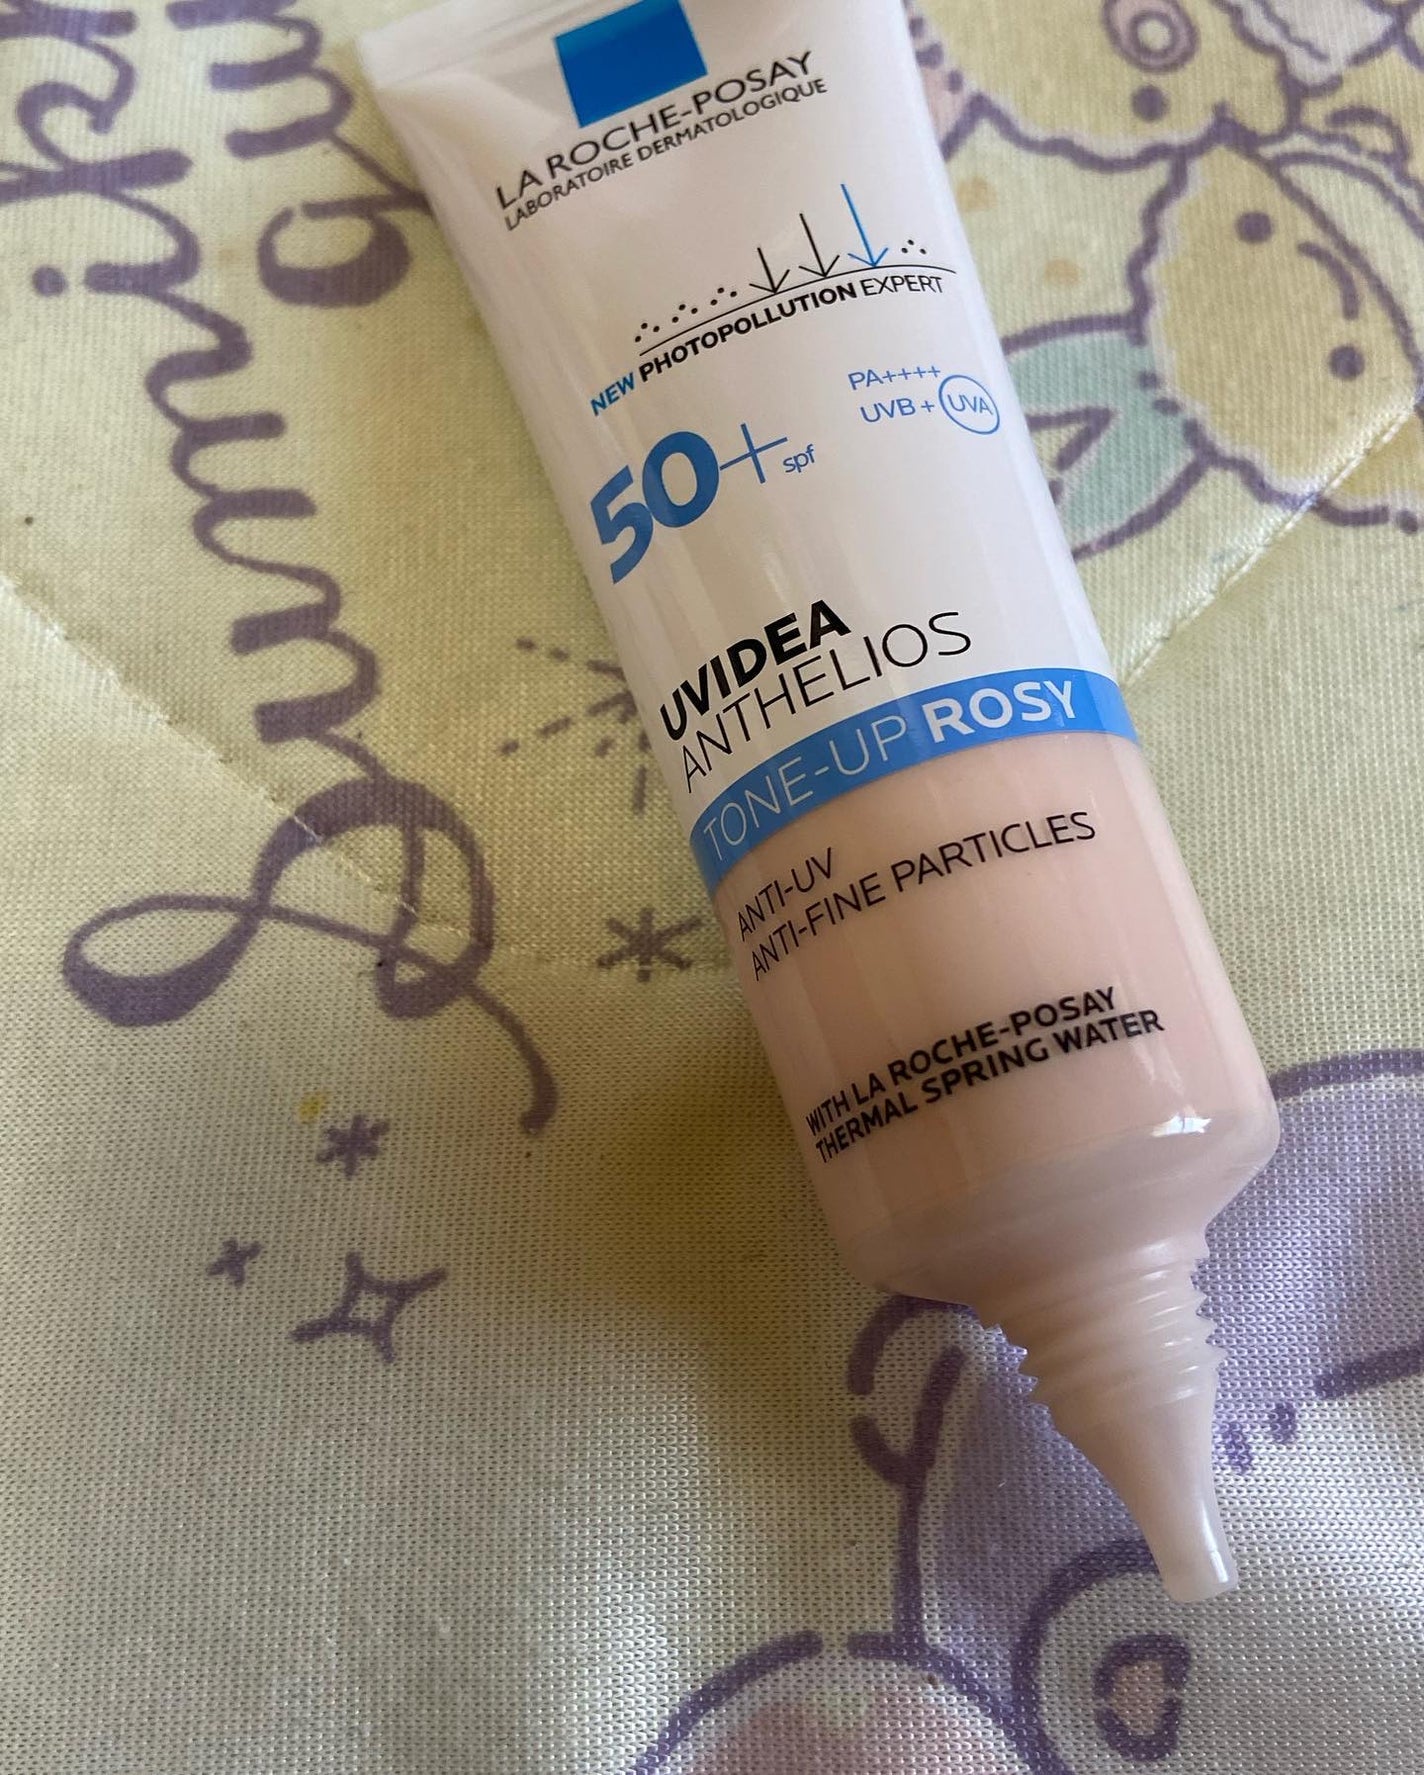 LA ROCHE-POSAY
LABORATOIRE DERMATOLOGIQUE
NEW PHOTOPOLLUTION EXPERT
PA++++
UVB + UVA
50+ spf
UVIDEA
ANTHELIOS
TONE-UP ROSY
ANTI-UV
ANTI-FINE PARTICLES
WITH LA ROCHE-POSAY
THERMAL SPRING WATER